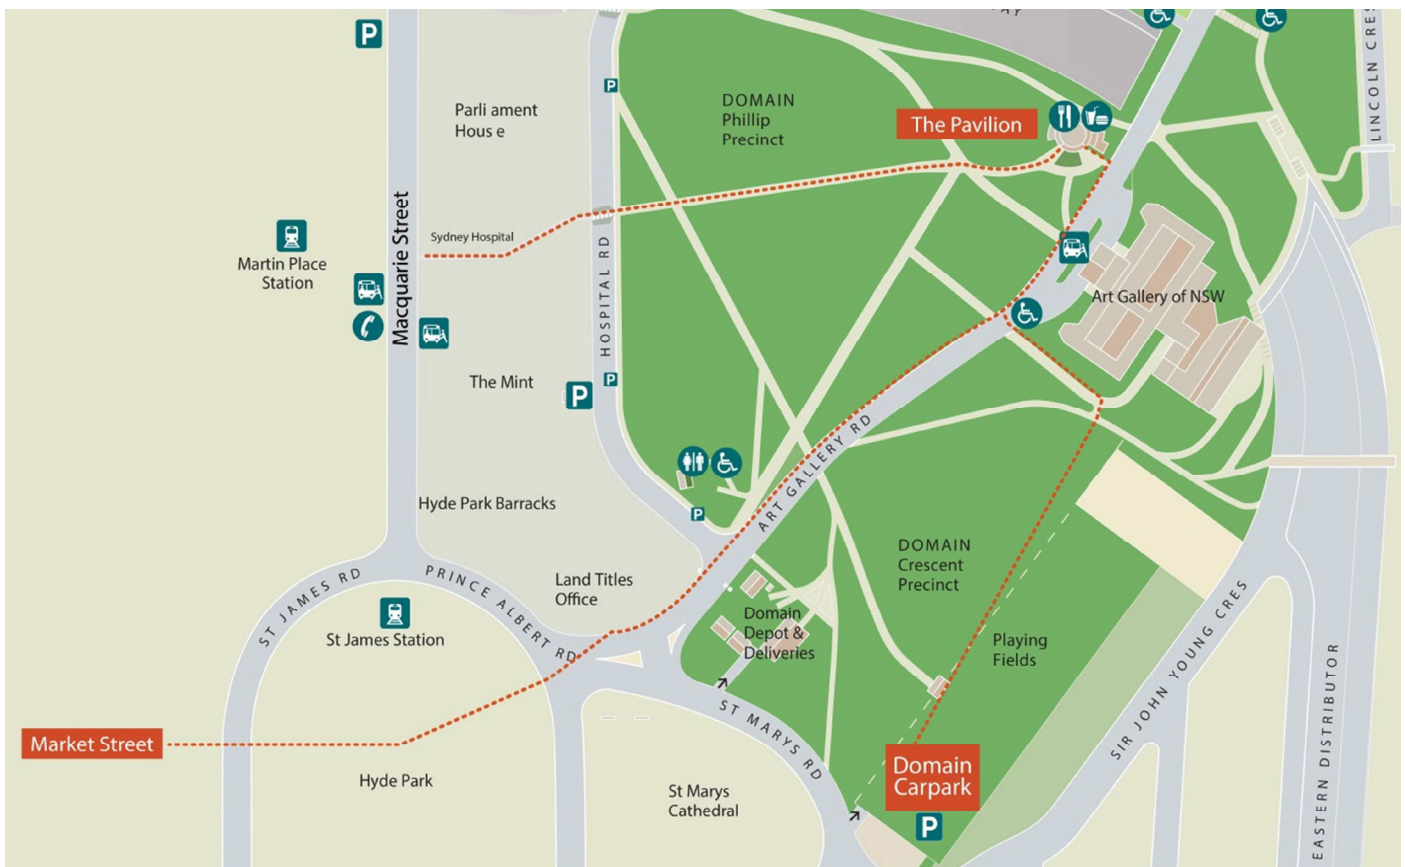 AY
LINCOLN CRES
P
P
Parli ament
Hous e
DOMAIN
Phillip
Precinct
The Pavilion
Macquarie Street
Sydney Hospital
Martin Place
Station
HOSPITAL RD
Art Gallery of NSW
The Mint
P
P
ART GALLERY RD
Hyde Park Barracks
P
DOMAIN
Crescent
Precinct
ST JAMES RD
PRINCE ALBERT RD
Land Titles
Office
St James Station
Domain
Depot &
Deliveries
Playing
Fields
SIR JOHN YOUNG CRES
EASTERN DISTRIBUTOR
ST MARYS RD
Market Street
Hyde Park
St Marys
Cathedral
Domain
Carpark
P